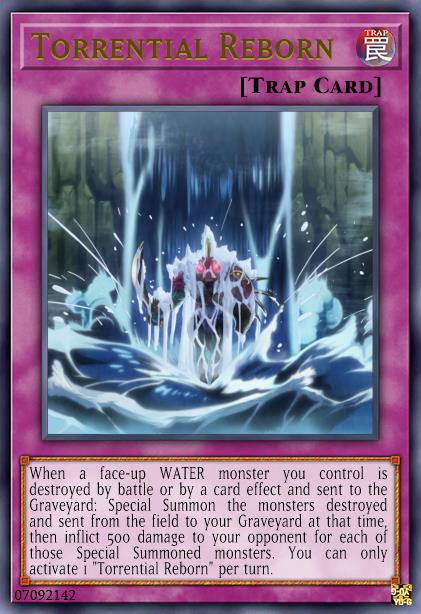 TORRENTIAL REBORN
TRAP
罠
[TRAP CARD]
When a face-up WATER monster you control is
destroyed by battle or by a card effect and sent to the
Graveyard: Special Summon the monsters destroyed
and sent from the field to your Graveyard at that time,
then inflict 500 damage to your opponent for each of
those Special Summoned monsters. You can only
activate 1 "Torrential Reborn" per turn.
07092142